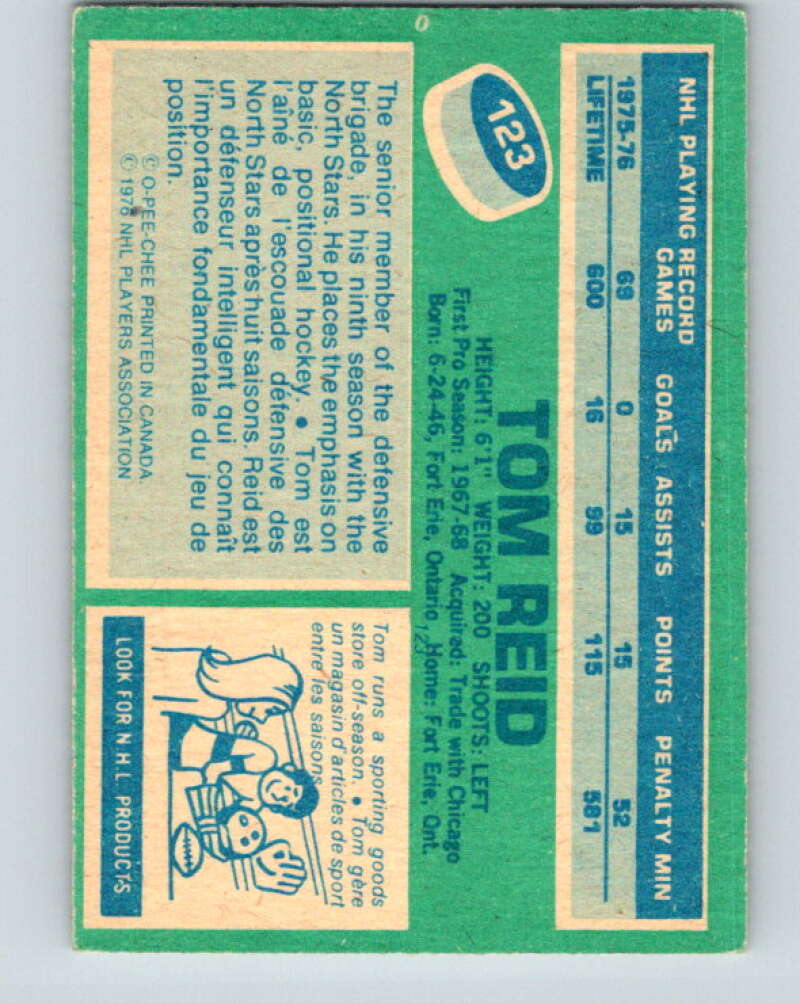 NHL PLAYING RECORD
GAMES GOALS ASSISTS POINTS PENALTY MIN
1975-76 69 0 15 15 52
LIFETIME 600 16 99 115 581
123
TOM REID
HEIGHT: 6'1" WEIGHT: 200 SHOOTS: LEFT
First Pro Season: 1967-68 Acquired: Trade with Chicago
Born: 6-24-46, Fort Erie, Ontario Home: Fort Erie, Ont.
The senior member of the defensive
brigade, in his ninth season with the
North Stars. He places the emphasis on
basic, positional hockey. • Tom est
l'aîné de l'escouade défensive des
North Stars après huit saisons. Reid est
un défenseur intelligent qui connaît
l'importance fondamentale du jeu de
position.
© O-PEE-CHEE PRINTED IN CANADA
© 1976 NHL PLAYERS ASSOCIATION
Tom runs a sporting goods
store off-season. • Tom gère
un magasin d'articles de sport
entre les saisons.
LOOK FOR N.H.L. PRODUCTS